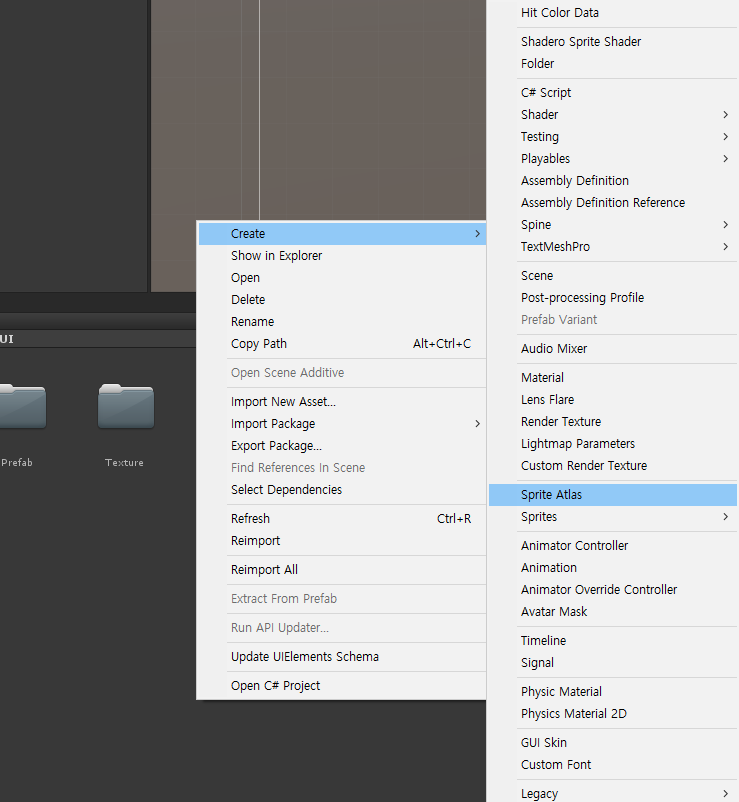 UI
Prefab
Texture
Create
Show in Explorer
Open
Delete
Rename
Copy Path Alt+Ctrl+C
Open Scene Additive
Import New Asset...
Import Package
Export Package...
Find References In Scene
Select Dependencies
Refresh Ctrl+R
Reimport
Reimport All
Extract From Prefab
Run API Updater...
Update UIElements Schema
Open C# Project
Hit Color Data
Shadero Sprite Shader
Folder
C# Script
Shader
Testing
Playables
Assembly Definition
Assembly Definition Reference
Spine
TextMeshPro
Scene
Post-processing Profile
Prefab Variant
Audio Mixer
Material
Lens Flare
Render Texture
Lightmap Parameters
Custom Render Texture
Sprite Atlas
Sprites
Animator Controller
Animation
Animator Override Controller
Avatar Mask
Timeline
Signal
Physic Material
Physics Material 2D
GUI Skin
Custom Font
Legacy